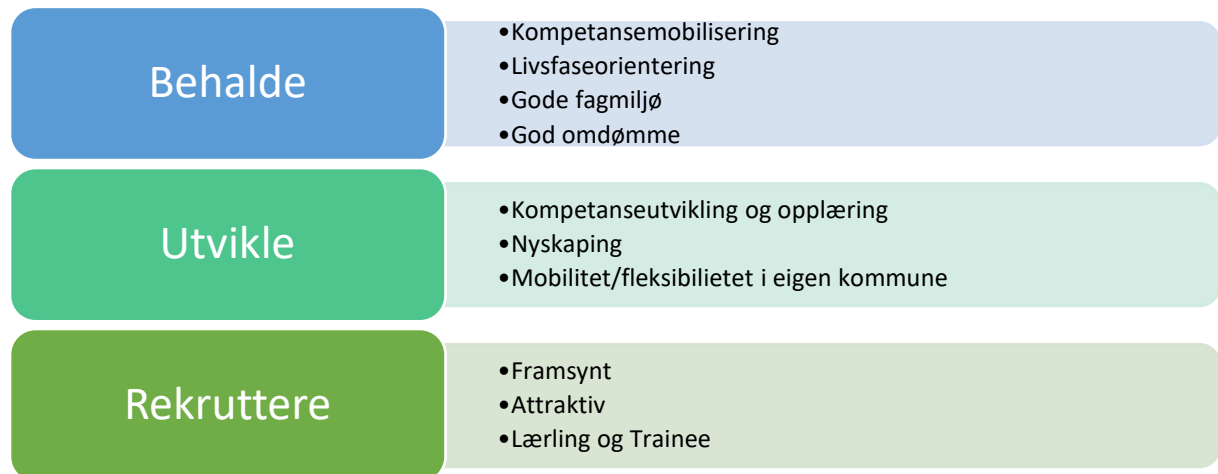 Behalde
•Kompetansemobilisering
•Livsfaseorientering
•Gode fagmiljø
•God omdømme
Utvikle
•Kompetanseutvikling og opplæring
•Nyskaping
•Mobilitet/fleksibilietet i eigen kommune
Rekruttere
•Framsynt
•Attraktiv
•Lærling og Trainee